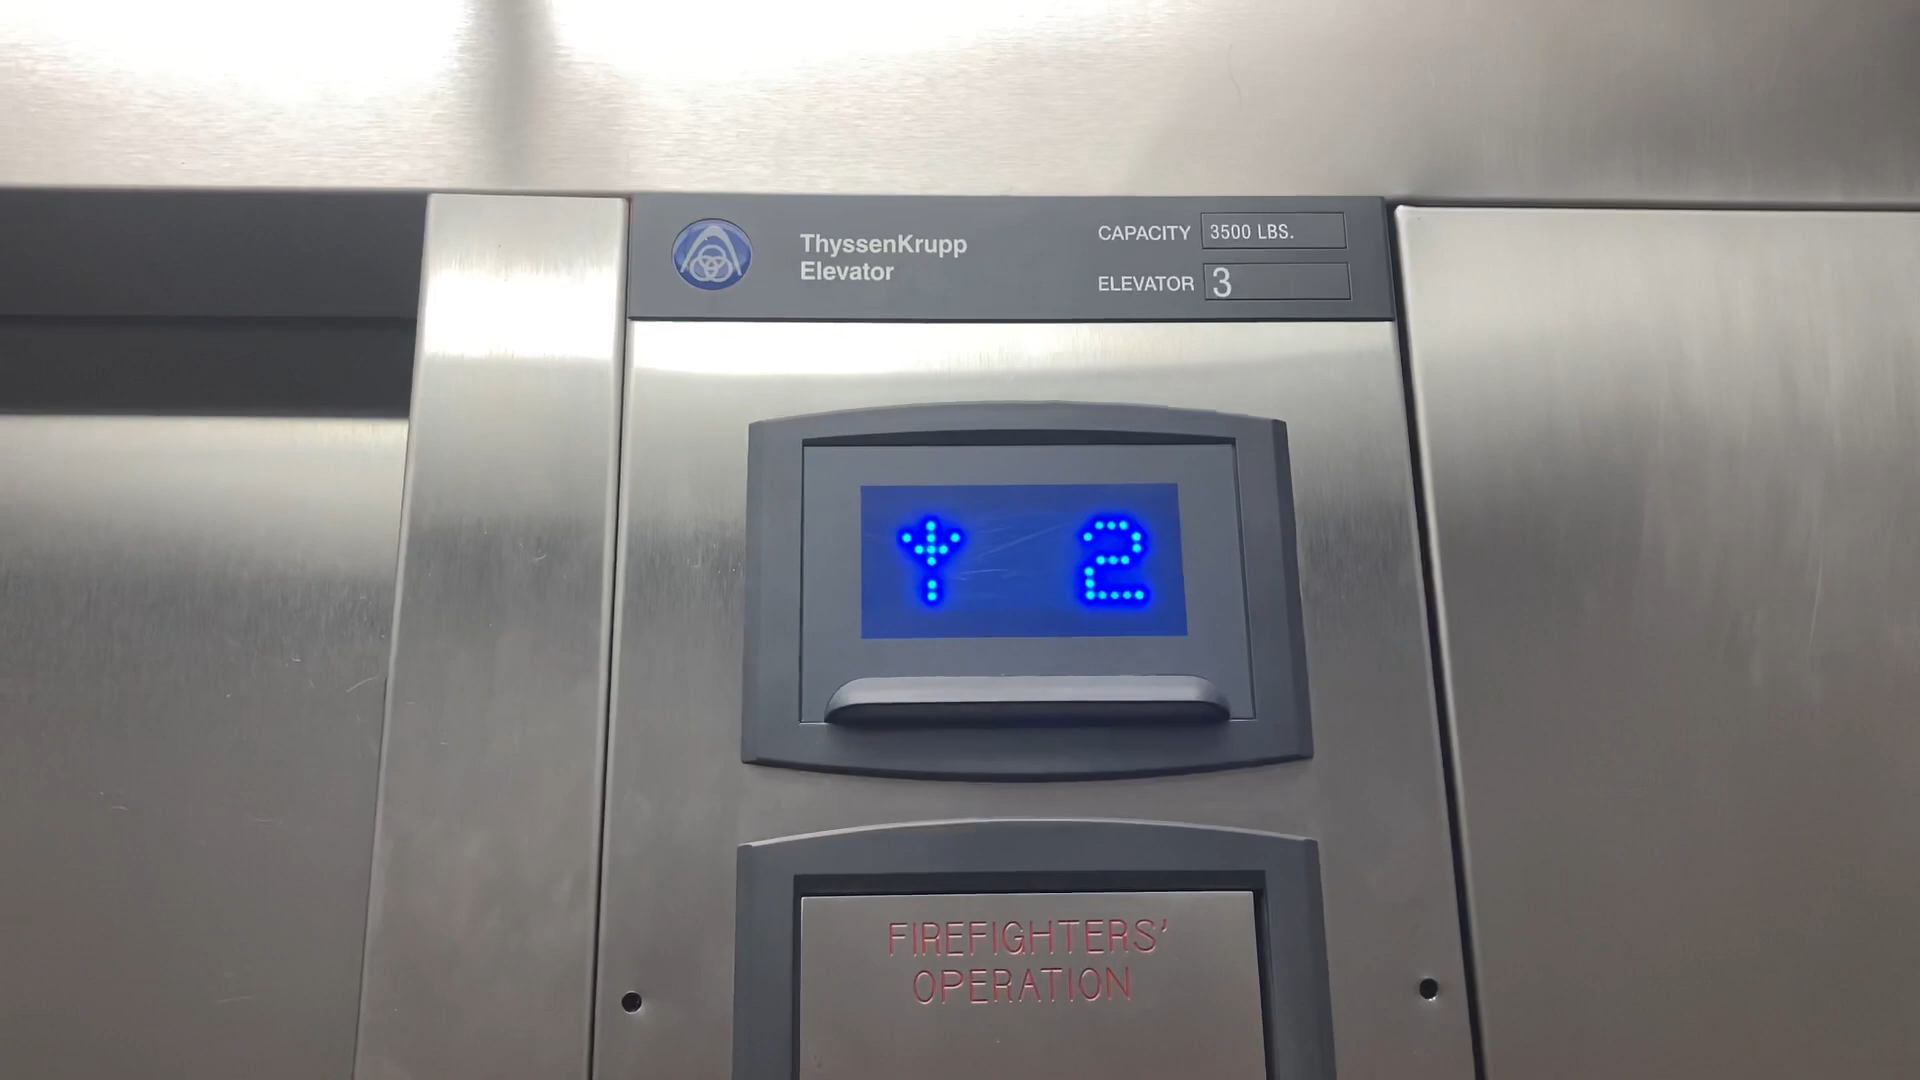 ThyssenKrupp
Elevator
CAPACITY 3500 LBS.
ELEVATOR 3
2
FIREFIGHTERS'
OPERATION